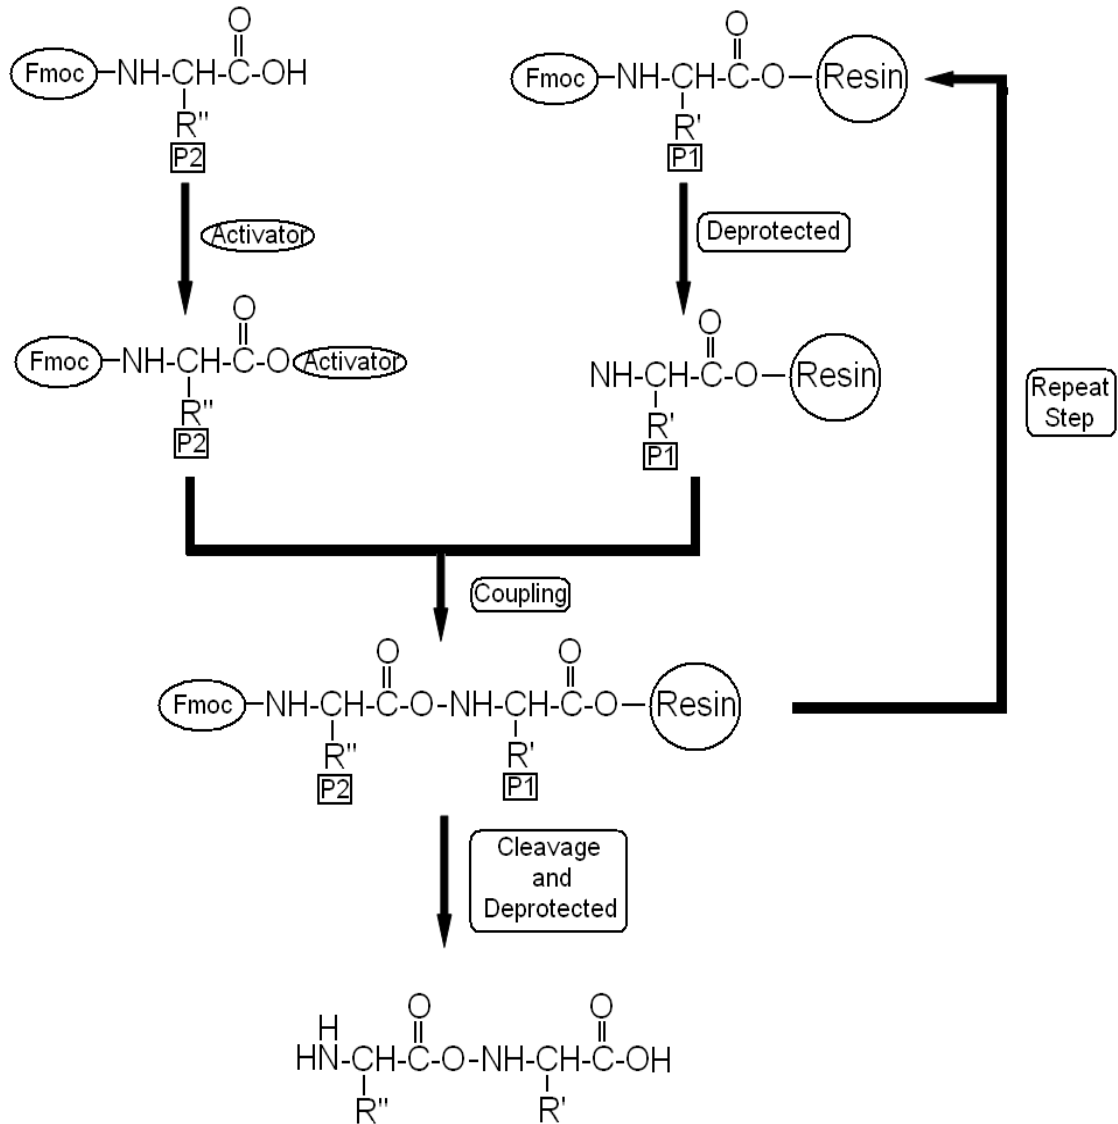 O
Fmoc NH-CH-C-OH
R"
P2
O
Fmoc NH-CH-C-O Resin
R'
P1
Activator
Deprotected
O
Fmoc NH-CH-C-O Activator
R"
P2
O
NH-CH-C-O Resin
R'
P1
Repeat
Step
Coupling
O O
Fmoc NH-CH-C-O-NH-CH-C-O Resin
R" R'
P2 P1
Cleavage
and
Deprotected
O O
H
HN-CH-C-O-NH-CH-C-OH
R" R'